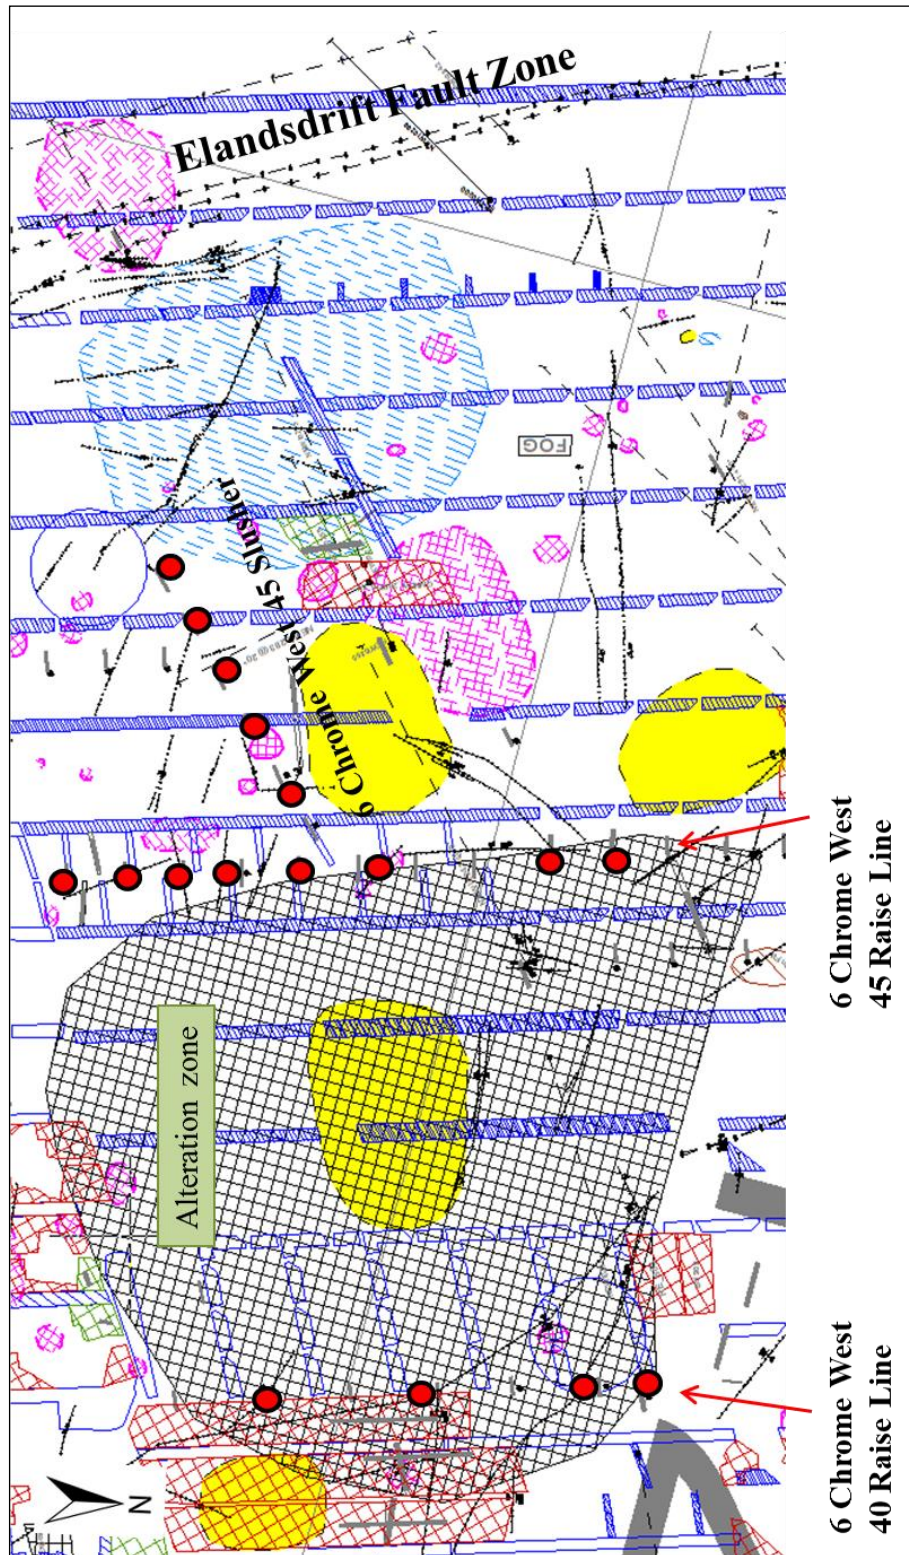 Elandsdrift Fault Zone
FOG
6 Chrome West 45 Slusher
Alteration zone
6 Chrome West
45 Raise Line
6 Chrome West
40 Raise Line
N